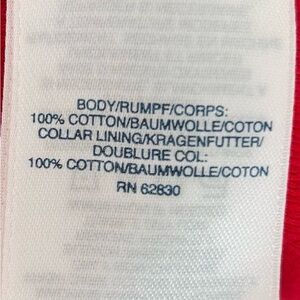 BODY/RUMPF/CORPS:
100% COTTON/BAUMWOLLE/COTON
COLLAR LINING/KRAGENFUTTER/
DOUBLURE COL:
100% COTTON/BAUMWOLLE/COTON
RN 62830